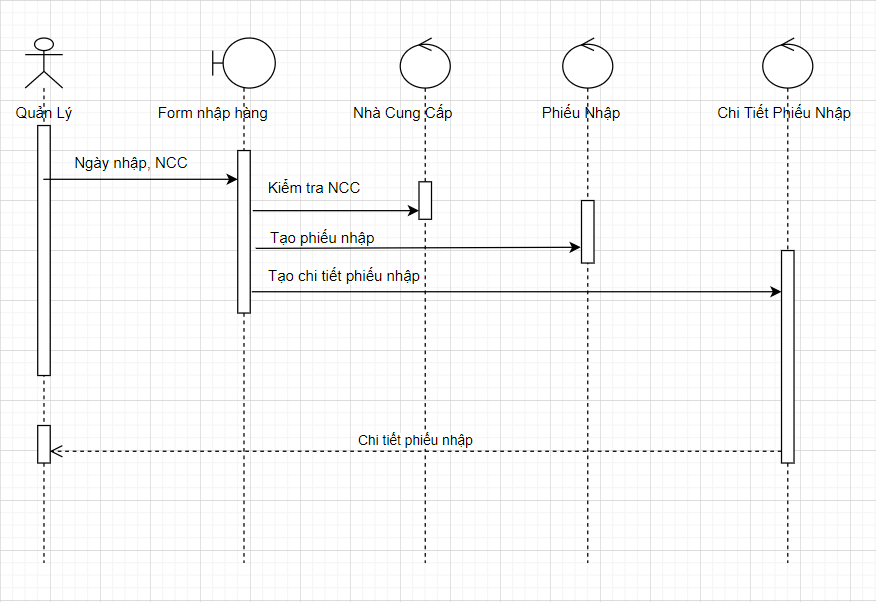 Quản Lý
Form nhập hàng
Nhà Cung Cấp
Phiếu Nhập
Chi Tiết Phiếu Nhập
Ngày nhập, NCC
Kiểm tra NCC
Tạo phiếu nhập
Tạo chi tiết phiếu nhập
Chi tiết phiếu nhập